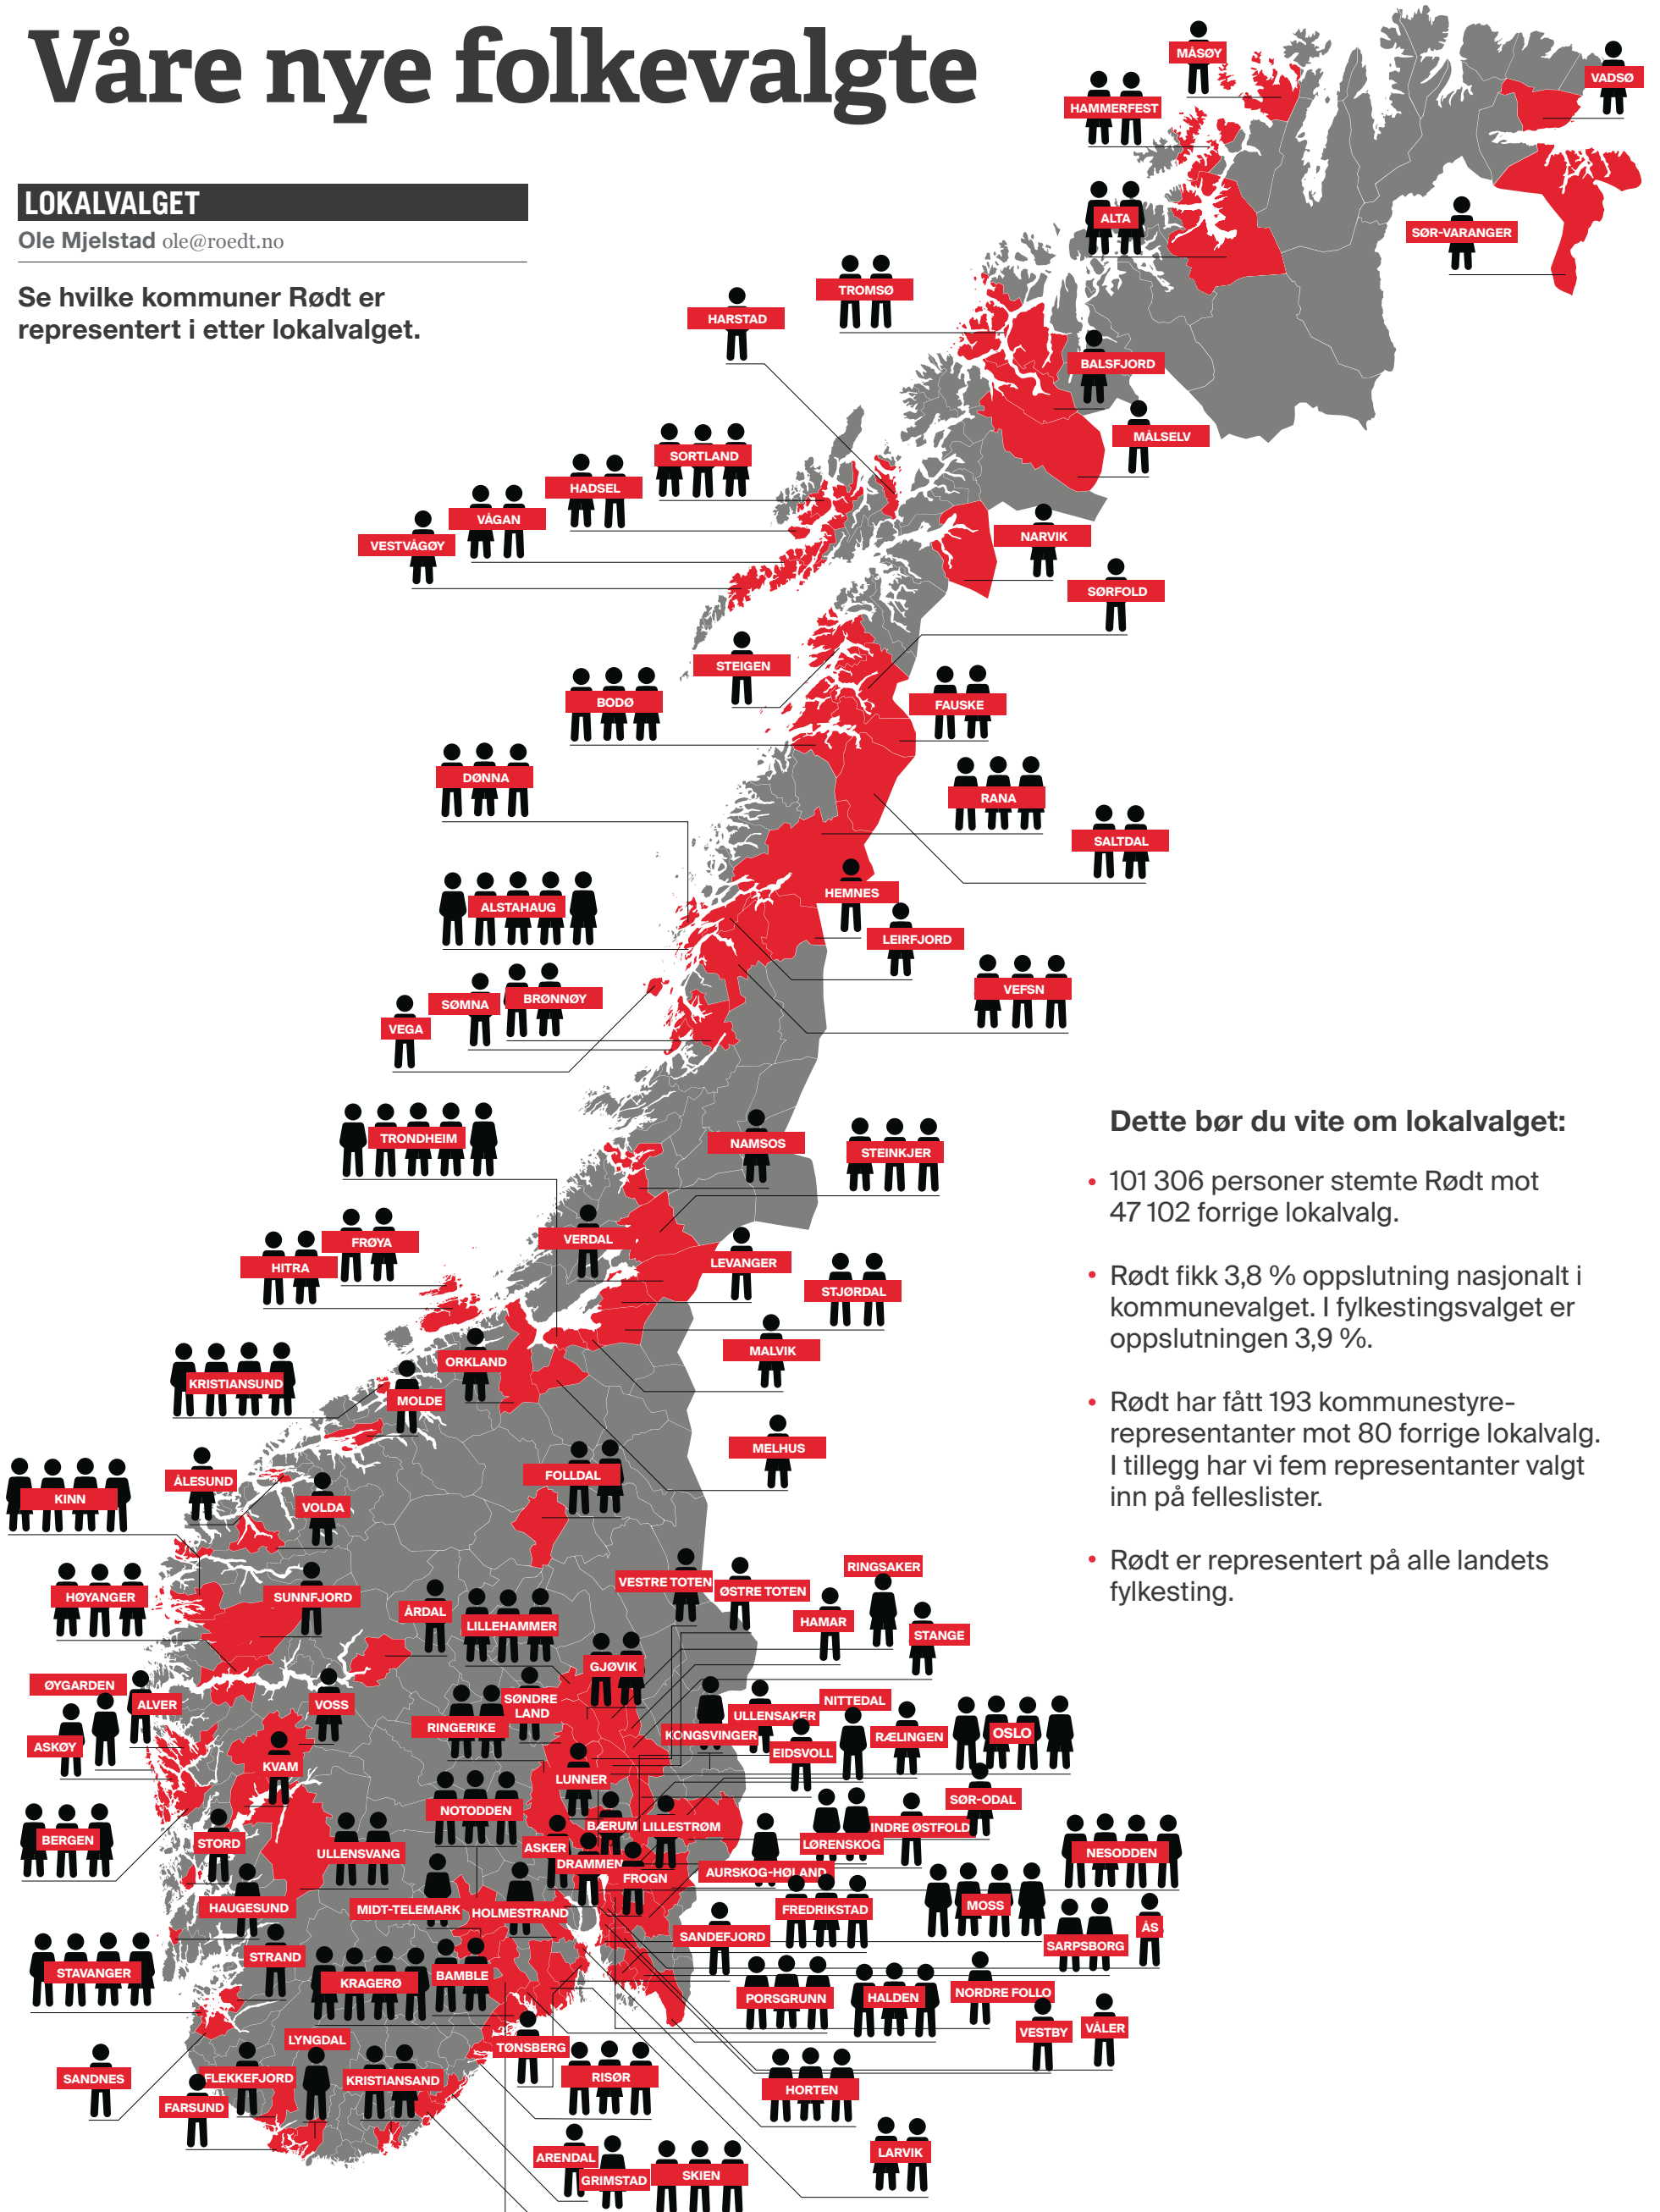 Våre nye folkevalgte
LOKALVALGET
Ole Mjelstad ole@roedt.no
Se hvilke kommuner Rødt er
representert i etter lokalvalget.
MÅSØY
VADSØ
HAMMERFEST
ALTA
SØR-VARANGER
TROMSØ
HARSTAD
BALSFJORD
MÅLSELV
SORTLAND
HADSEL
VÅGAN
VESTVÅGØY
NARVIK
SØRFOLD
STEIGEN
BODØ
FAUSKE
DØNNA
RANA
SALTDAL
HEMNES
ALSTAHAUG
LEIRFJORD
VEFSN
BRØNNØY
SØMNA
VEGA
TRONDHEIM
NAMSOS
STEINKJER
VERDAL
FRØYA
HITRA
LEVANGER
STJØRDAL
MALVIK
ORKLAND
KRISTIANSUND
MOLDE
MELHUS
FOLLDAL
ÅLESUND
KINN
VOLDA
Dette bør du vite om lokalvalget:
• 101 306 personer stemte Rødt mot
47 102 forrige lokalvalg.
• Rødt fikk 3,8 % oppslutning nasjonalt i
kommunevalget. I fylkestingsvalget er
oppslutningen 3,9 %.
• Rødt har fått 193 kommunestyre-
representanter mot 80 forrige lokalvalg.
I tillegg har vi fem representanter valgt
inn på felleslister.
• Rødt er representert på alle landets
fylkesting.
HØYANGER
SUNNFJORD
ÅRDAL
LILLEHAMMER
VESTRE TOTEN
ØSTRE TOTEN
RINGSAKER
HAMAR
STANGE
GJØVIK
ØYGARDEN
ALVER
VOSS
ASKØY
SØNDRE
LAND
RINGERIKE
KONGSVINGER
ULLENSAKER
NITTEDAL
EIDSVOLL
RÆLINGEN
OSLO
KVAM
LUNNER
NOTODDEN
SØR-ODAL
BERGEN
STORD
ULLENSVANG
ASKER
BÆRUM
LILLESTRØM
LØRENSKOG
INDRE ØSTFOLD
NESODDEN
DRAMMEN
FROGN
AURSKOG-HØLAND
HAUGESUND
MIDT-TELEMARK
HOLMESTRAND
FREDRIKSTAD
MOSS
ÅS
SANDEFJORD
SARPSBORG
STRAND
STAVANGER
KRAGERØ
BAMBLE
PORSGRUNN
HALDEN
NORDRE FOLLO
VESTBY
VÅLER
LYNGDAL
TØNSBERG
SANDNES
FLEKKEFJORD
KRISTIANSAND
RISØR
HORTEN
FARSUND
ARENDAL
GRIMSTAD
SKIEN
LARVIK